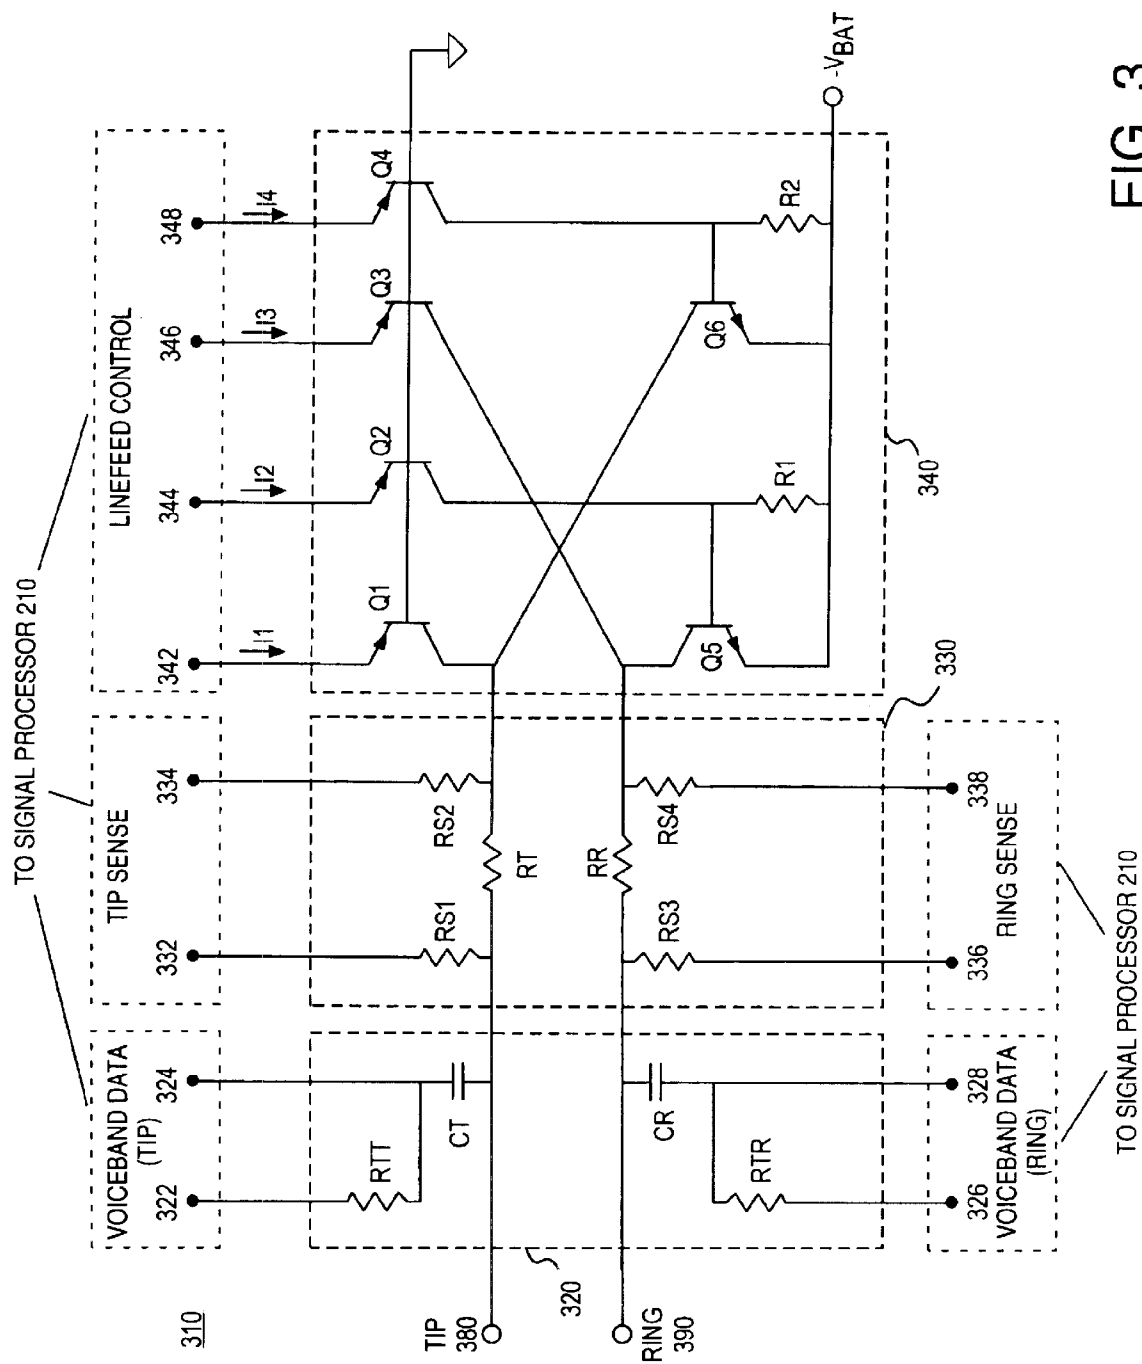 TO SIGNAL PROCESSOR 210
310
VOICEBAND DATA
(TIP)
322
324
TIP SENSE
332
334
LINEFEED CONTROL
342
344
346
348
I1
I2
I3
I4
RTT
CT
RS1
RS2
Q1
Q2
Q3
Q4
TIP
380
RT
RING
390
RR
320
CR
RTR
RS3
RS4
Q5
Q6
R1
R2
-VBAT
330
340
326
328
VOICEBAND DATA
(RING)
336
338
RING SENSE
TO SIGNAL PROCESSOR 210
FIG. 3